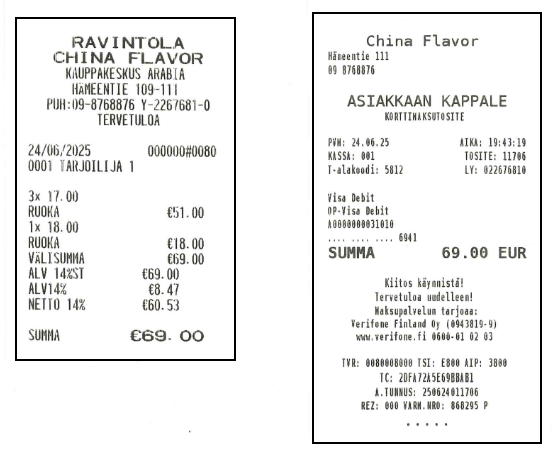 RAVINTOLA
CHINA FLAVOR
KAUPPAKESKUS ARABIA
HÄMEENTIE 109-111
PUH:09-8768876 Y-2267681-0
TERVETULOA
24/06/2025 000000#0080
0001 TARJOILIJA 1
3x 17.00
RUOKA €51.00
1x 18.00
RUOKA €18.00
VÄLISUMMA €69.00
ALV 14%ST €69.00
ALV14% €8.47
NETTO 14% €60.53
SUMMA €69.00
China Flavor
Hämeentie 111
09 8768876
ASIAKKAAN KAPPALE
KORTTIMAKSUTOSITE
PVM: 24.06.25 AIKA: 19:43:19
KASSA: 001 TOSITE: 11706
T-alakoodi: 5812 LY: 022676810
Visa Debit
OP-Visa Debit
A0000000031010
.... .... .... 6941
SUMMA 69.00 EUR
Kiitos käynnistä!
Tervetuloa uudelleen!
Maksupalvelun tarjoaa:
Verifone Finland Oy (0943819-9)
www.verifone.fi 0600-01 02 03
TVR: 0080008000 TSI: E800 AIP: 3800
TC: 2DFA72A5E69BBAB1
A.TUNNUS: 250624011706
REZ: 000 VARM.NRO: 868295 P
. . . . .